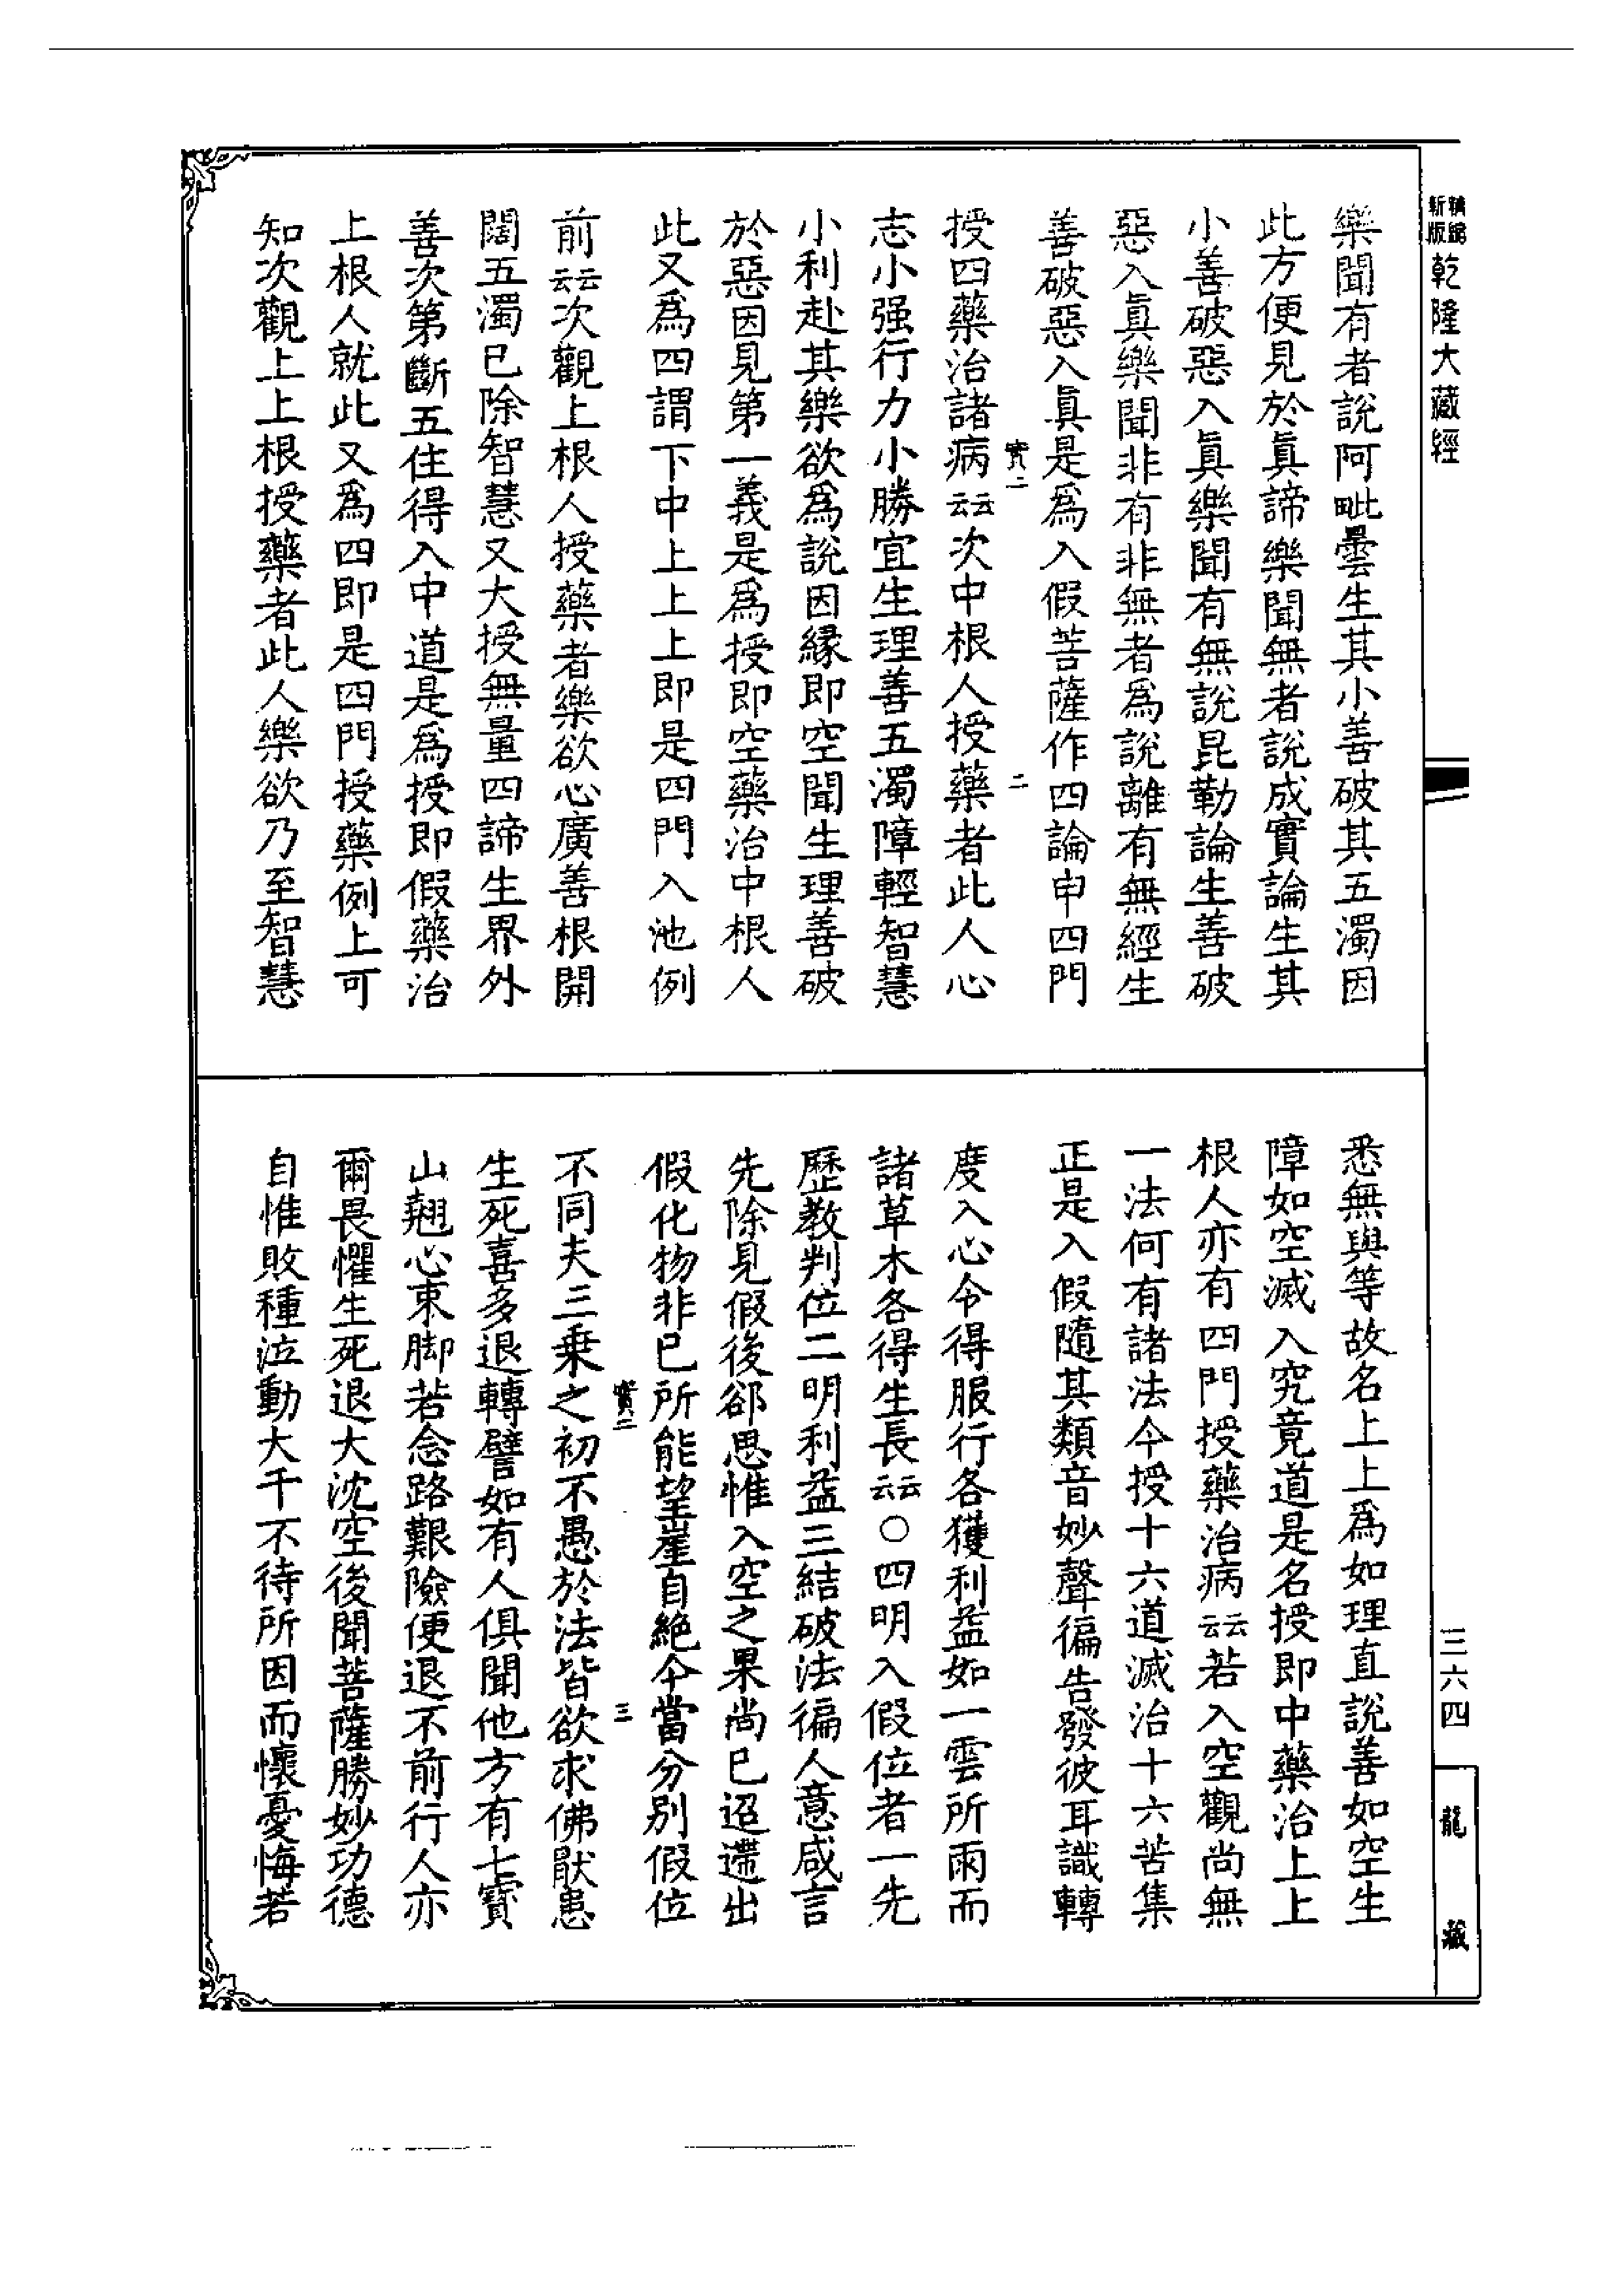 新版
精縮
乾隆大藏經
樂聞有者說阿毗曇生其小善破其五濁因
此方便見於眞諦樂聞無者說成實論生其
小善破惡入眞樂聞有無說昆勒論生善破
惡入眞樂聞非有非無者爲說離有無經生
善破惡入眞是爲入假菩薩作四論申四門
實二
二
授四藥治諸病云云次中根人授藥者此人心
志小强行力小勝宜生理善五濁障輕智慧
小利赴其樂欲爲說因緣即空聞生理善破
於惡因見第一義是爲授即空藥治中根人
此又爲四謂下中上上上即是四門入池例
前云云次觀上根人授藥者樂欲心廣善根開
闊五濁已除智慧又大授無量四諦生界外
善次第斷五住得入中道是爲授即假藥治
上根人就此又爲四即是四門授藥例上可
知次觀上上根授藥者此人樂欲乃至智慧
悉無與等故名上上爲如理直說善如空生
障如空滅入究竟道是名授即中藥治上上
根人亦有四門授藥治病云云若入空觀尚無
一法何有諸法今授十六道滅治十六苦集
正是入假隨其類音妙聲徧告發彼耳識轉
度入心令得服行各獲利益如一雲所雨而
諸草木各得生長云云○四明入假位者一先
歷教判位二明利益三結破法徧人意咸言
先除見假後郤思惟入空之果尚已迢遰出
假化物非已所能望崖自絕今當分別假位
實二
三
不同夫三乗之初不愚於法皆欲求佛猒患
生死喜多退轉譬如有人俱聞他方有七寶
山翹心束脚若念路艱險便退不前行人亦
爾畏懼生死退大沈空後聞菩薩勝妙功德
自惟敗種泣動大千不待所因而懷憂悔若
三六四
龍藏